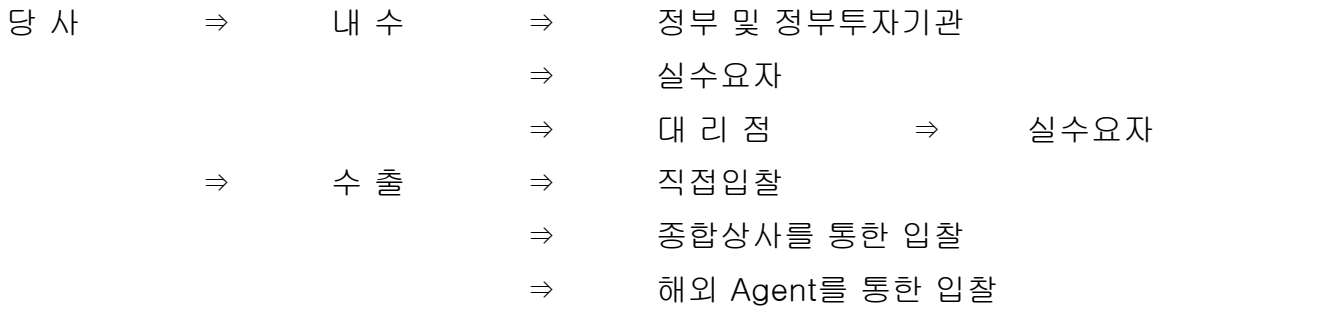 당 사 ⇒ 내 수 ⇒ 정부 및 정부투자기관
⇒ 실수요자
⇒ 대 리 점 ⇒ 실수요자
⇒ 수 출 ⇒ 직접입찰
⇒ 종합상사를 통한 입찰
⇒ 해외 Agent를 통한 입찰